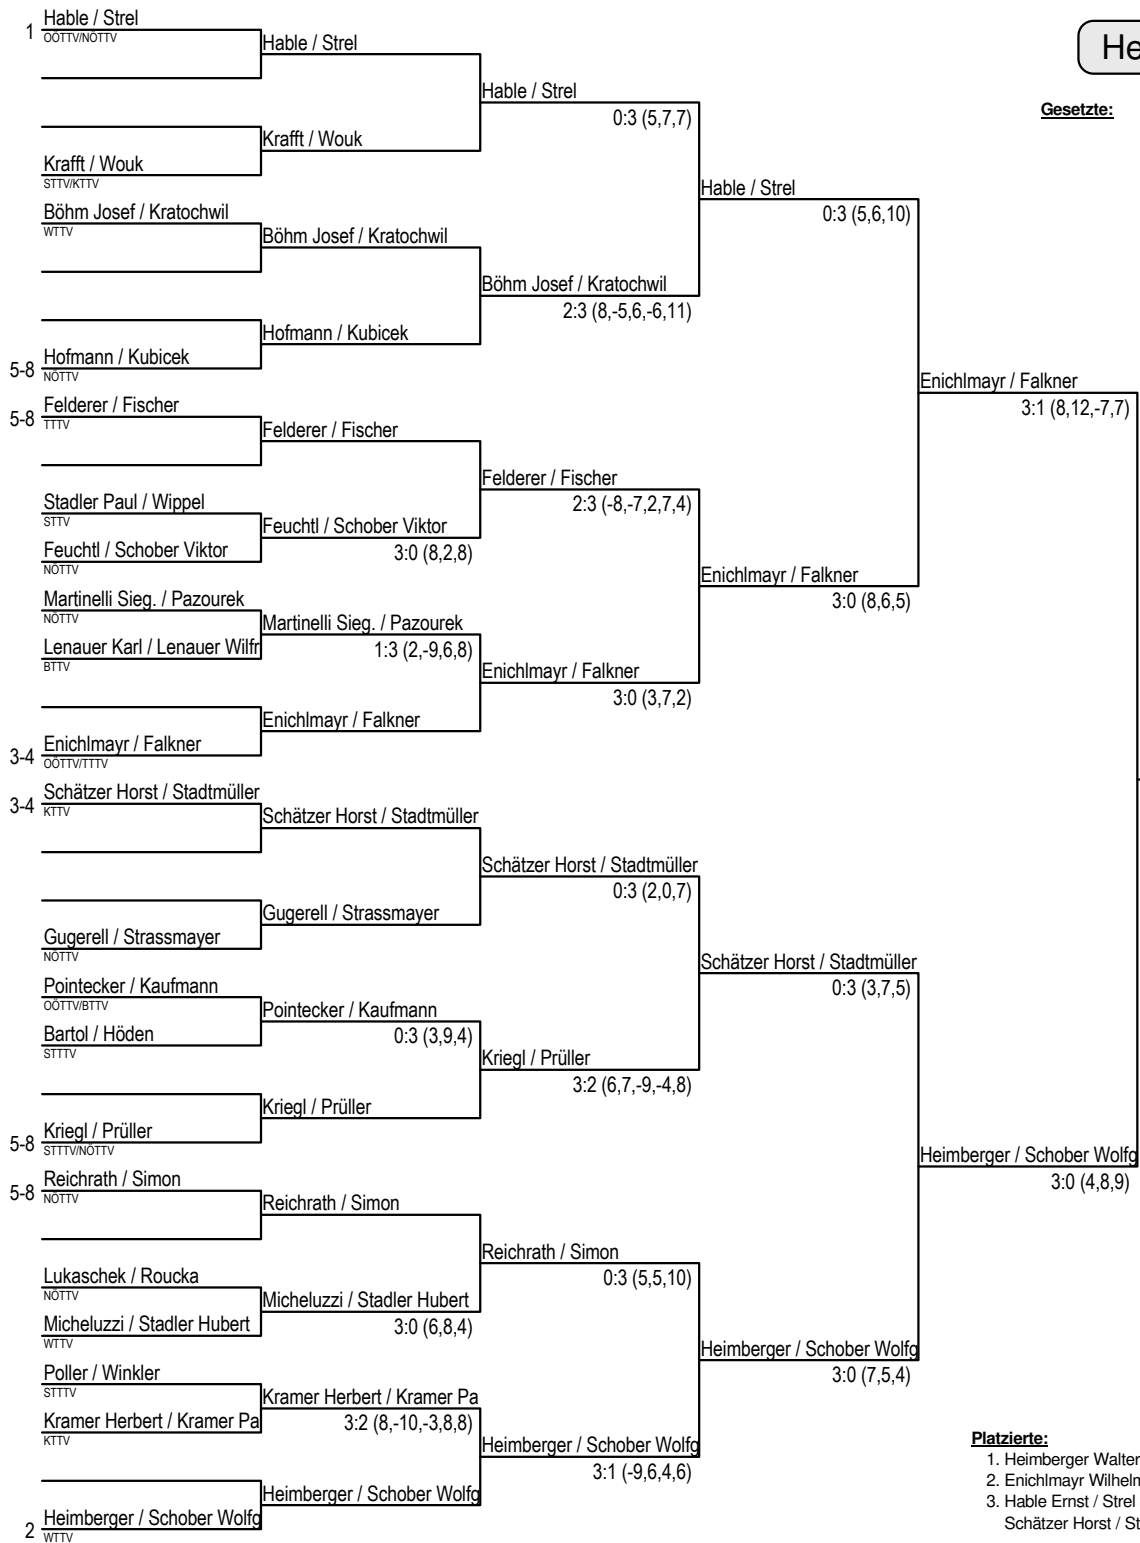 Hable / Strel
1
OÖTTV/NÖTTV
Hable / Strel
He
Hable / Strel
0:3 (5,7,7)
Gesetzte:
Krafft / Wouk
Krafft / Wouk
STTV/KTTV
Hable / Strel
0:3 (5,6,10)
Böhm Josef / Kratochwil
WTTV
Böhm Josef / Kratochwil
Böhm Josef / Kratochwil
2:3 (8,-5,6,-6,11)
Hofmann / Kubicek
Hofmann / Kubicek
5-8
NÖTTV
Enichlmayr / Falkner
3:1 (8,12,-7,7)
Felderer / Fischer
5-8
TTTV
Felderer / Fischer
Felderer / Fischer
2:3 (-8,-7,2,7,4)
Stadler Paul / Wippel
STTV
Feuchtl / Schober Viktor
3:0 (8,2,8)
Feuchtl / Schober Viktor
NÖTTV
Enichlmayr / Falkner
3:0 (8,6,5)
Martinelli Sieg. / Pazourek
NÖTTV
Martinelli Sieg. / Pazourek
1:3 (2,-9,6,8)
Lenauer Karl / Lenauer Wilfr
BTTV
Enichlmayr / Falkner
3:0 (3,7,2)
Enichlmayr / Falkner
Enichlmayr / Falkner
3-4
OÖTTV/TTTV
Schätzer Horst / Stadtmüller
3-4
KTTV
Schätzer Horst / Stadtmüller
Schätzer Horst / Stadtmüller
0:3 (2,0,7)
Gugerell / Strassmayer
Gugerell / Strassmayer
NÖTTV
Schätzer Horst / Stadtmüller
0:3 (3,7,5)
Pointecker / Kaufmann
OÖTTV/BTTV
Pointecker / Kaufmann
0:3 (3,9,4)
Bartol / Höden
STTTV
Kriegl / Prüller
3:2 (6,7,-9,-4,8)
Kriegl / Prüller
Kriegl / Prüller
5-8
STTTV/NÖTTV
Heimberger / Schober Wolfg
3:0 (4,8,9)
Reichrath / Simon
5-8
NÖTTV
Reichrath / Simon
Reichrath / Simon
0:3 (5,5,10)
Lukaschek / Roucka
NÖTTV
Micheluzzi / Stadler Hubert
3:0 (6,8,4)
Micheluzzi / Stadler Hubert
WTTV
Heimberger / Schober Wolfg
3:0 (7,5,4)
Poller / Winkler
STTTV
Kramer Herbert / Kramer Pa
3:2 (8,-10,-3,8,8)
Kramer Herbert / Kramer Pa
KTTV
Heimberger / Schober Wolfg
3:1 (-9,6,4,6)
Heimberger / Schober Wolfg
Heimberger / Schober Wolfg
2
WTTV
Platzierte:
1. Heimberger Walter
2. Enichlmayr Wilhelm
3. Hable Ernst / Strel
Schätzer Horst / St